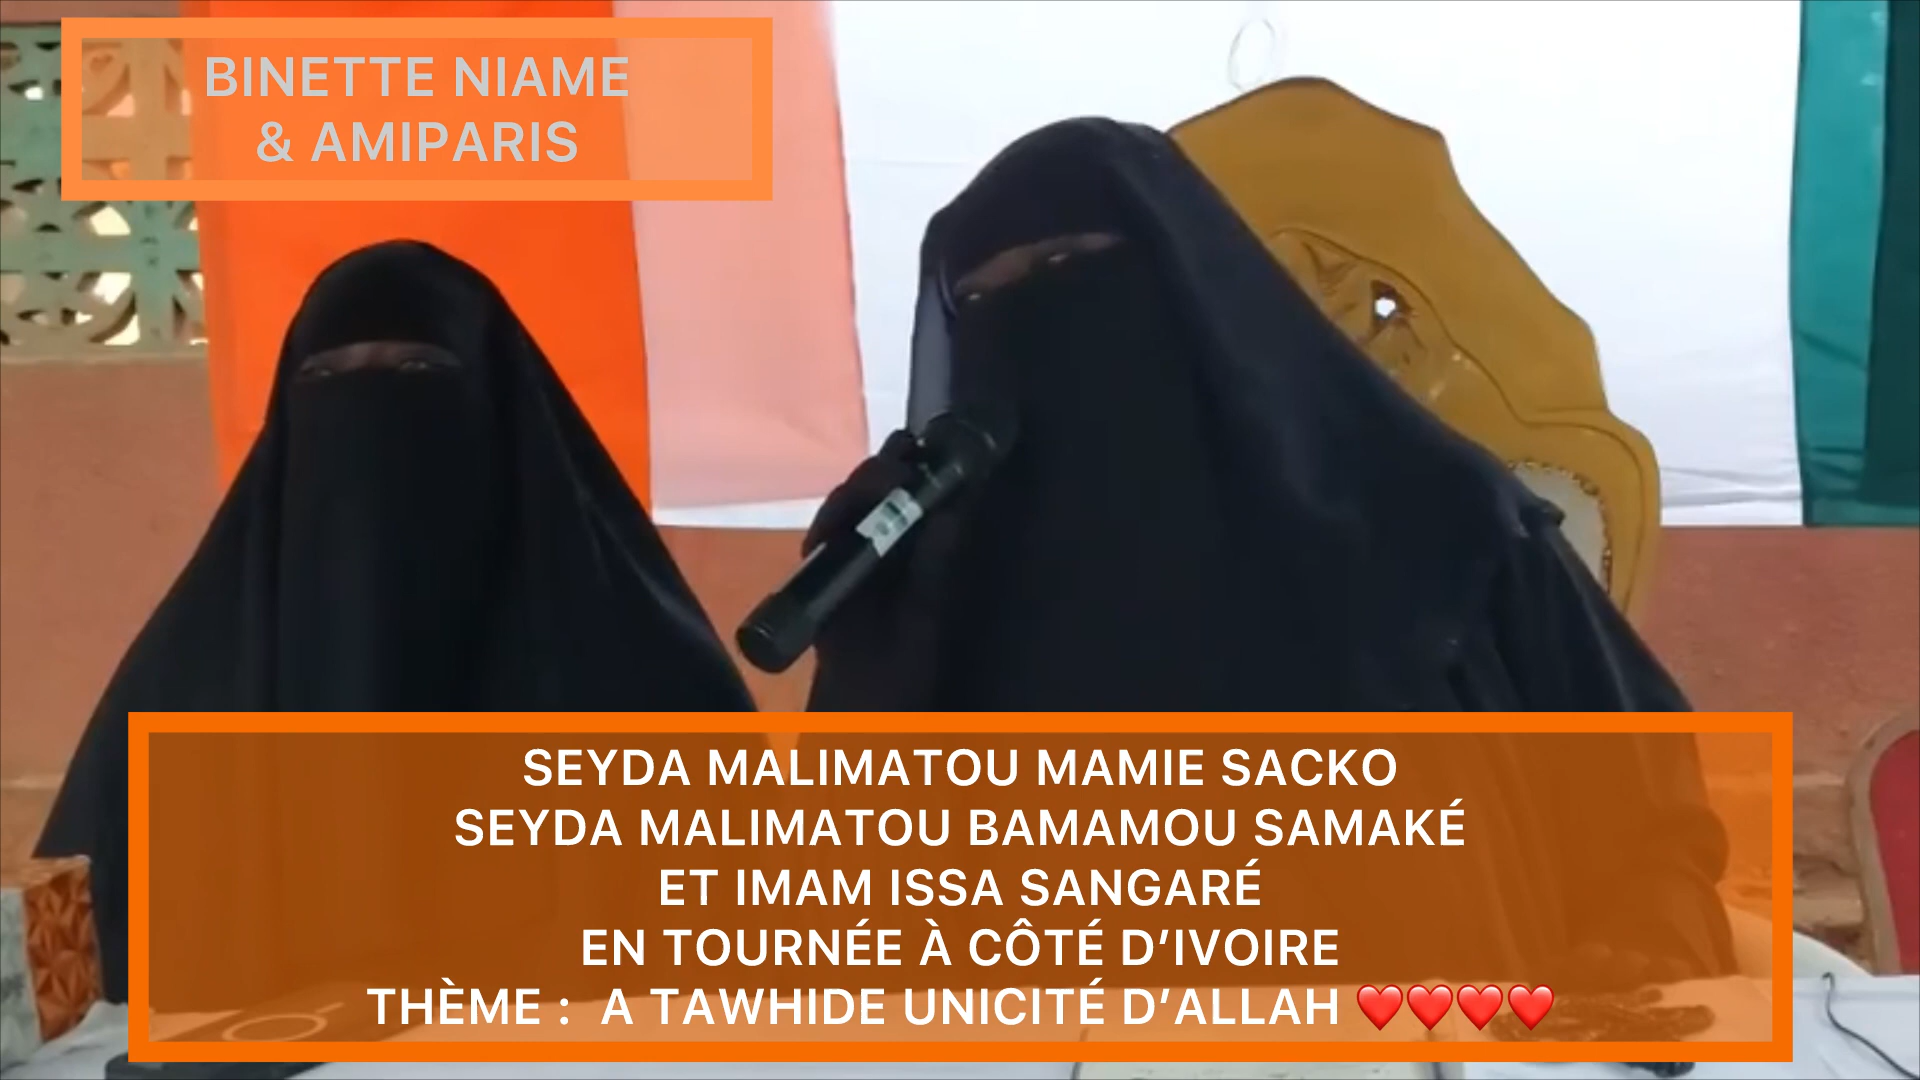 BINETTE NIAME
& AMIPARIS
SEYDA MALIMATOU MAMIE SACKO
SEYDA MALIMATOU BAMAMOU SAMAKÉ
ET IMAM ISSA SANGARÉ
EN TOURNÉE À CÔTÉ D’IVOIRE
THÈME :  A TAWHIDE UNICITÉ D’ALLAH ❤️❤️❤️❤️